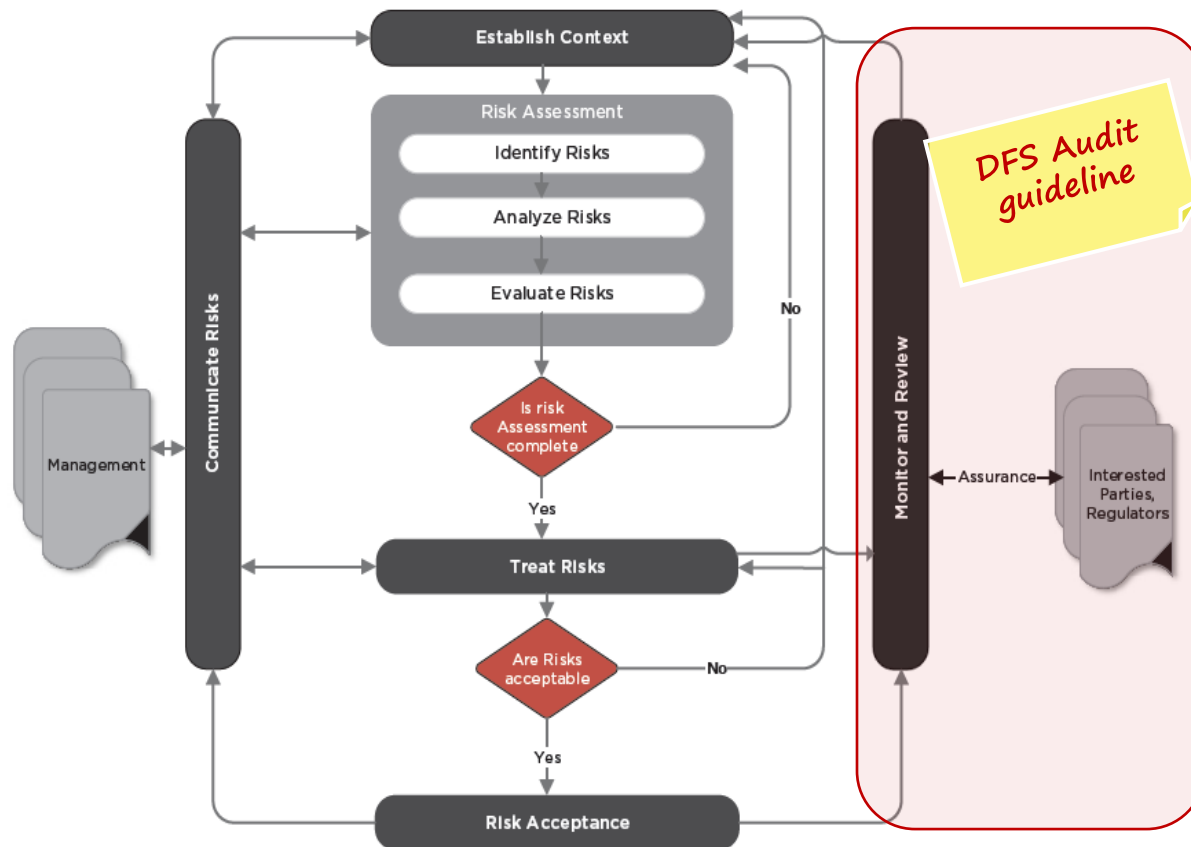 Establish Context
Risk Assessment
Identify Risks
Analyze Risks
Evaluate Risks
No
Is risk
Assessment
complete
Yes
Treat Risks
Are Risks
acceptable
No
Yes
Risk Acceptance
Communicate Risks
Management
Monitor and Review
Assurance
Interested
Parties,
Regulators
DFS Audit
guideline